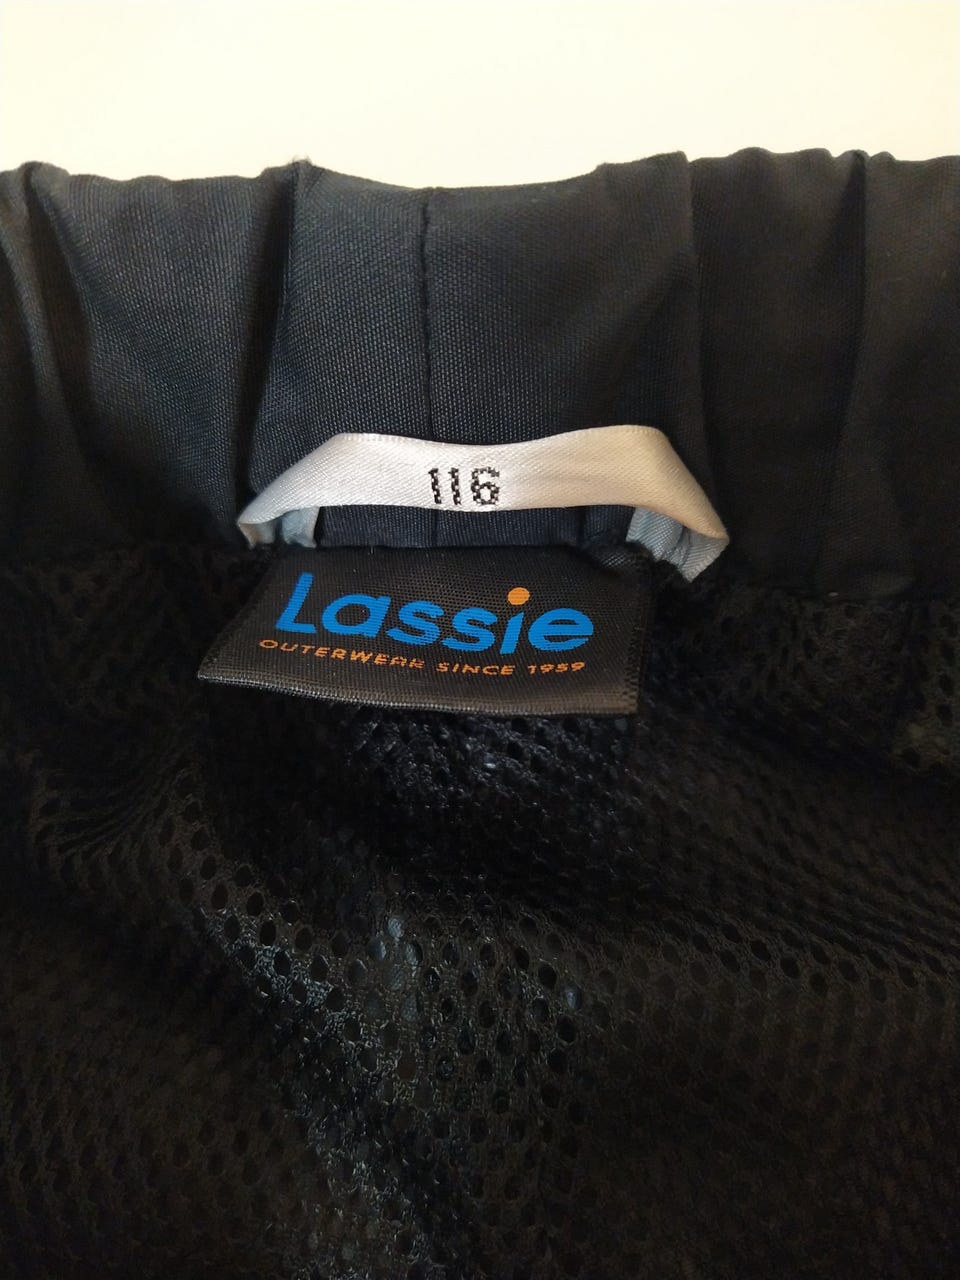 116
Lassie
OUTERWEAR SINCE 1959